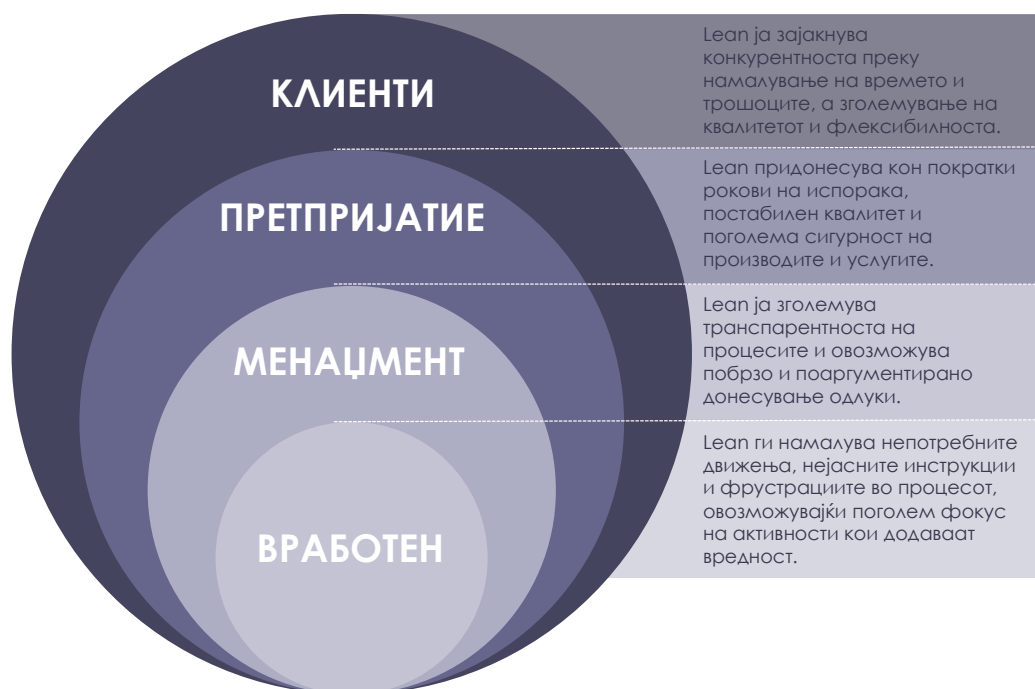 КЛИЕНТИ
Lean ја зајакнува
конкурентноста преку
намалување на времето и
трошоците, а зголемување на
квалитетот и флексибилноста.
ПРЕТПРИЈАТИЕ
Lean придонесува кон пократки
рокови на испорака,
постабилен квалитет и
поголема сигурност на
производите и услугите.
МЕНАЏМЕНТ
Lean ја зголемува
транспарентноста на
процесите и овозможува
побрзо и поаргументирано
донесување одлуки.
ВРАБОТЕН
Lean ги намалува непотребните
движења, нејасните инструкции
и фрустрациите во процесот,
овозможувајќи поголем фокус
на активности кои додаваат
вредност.